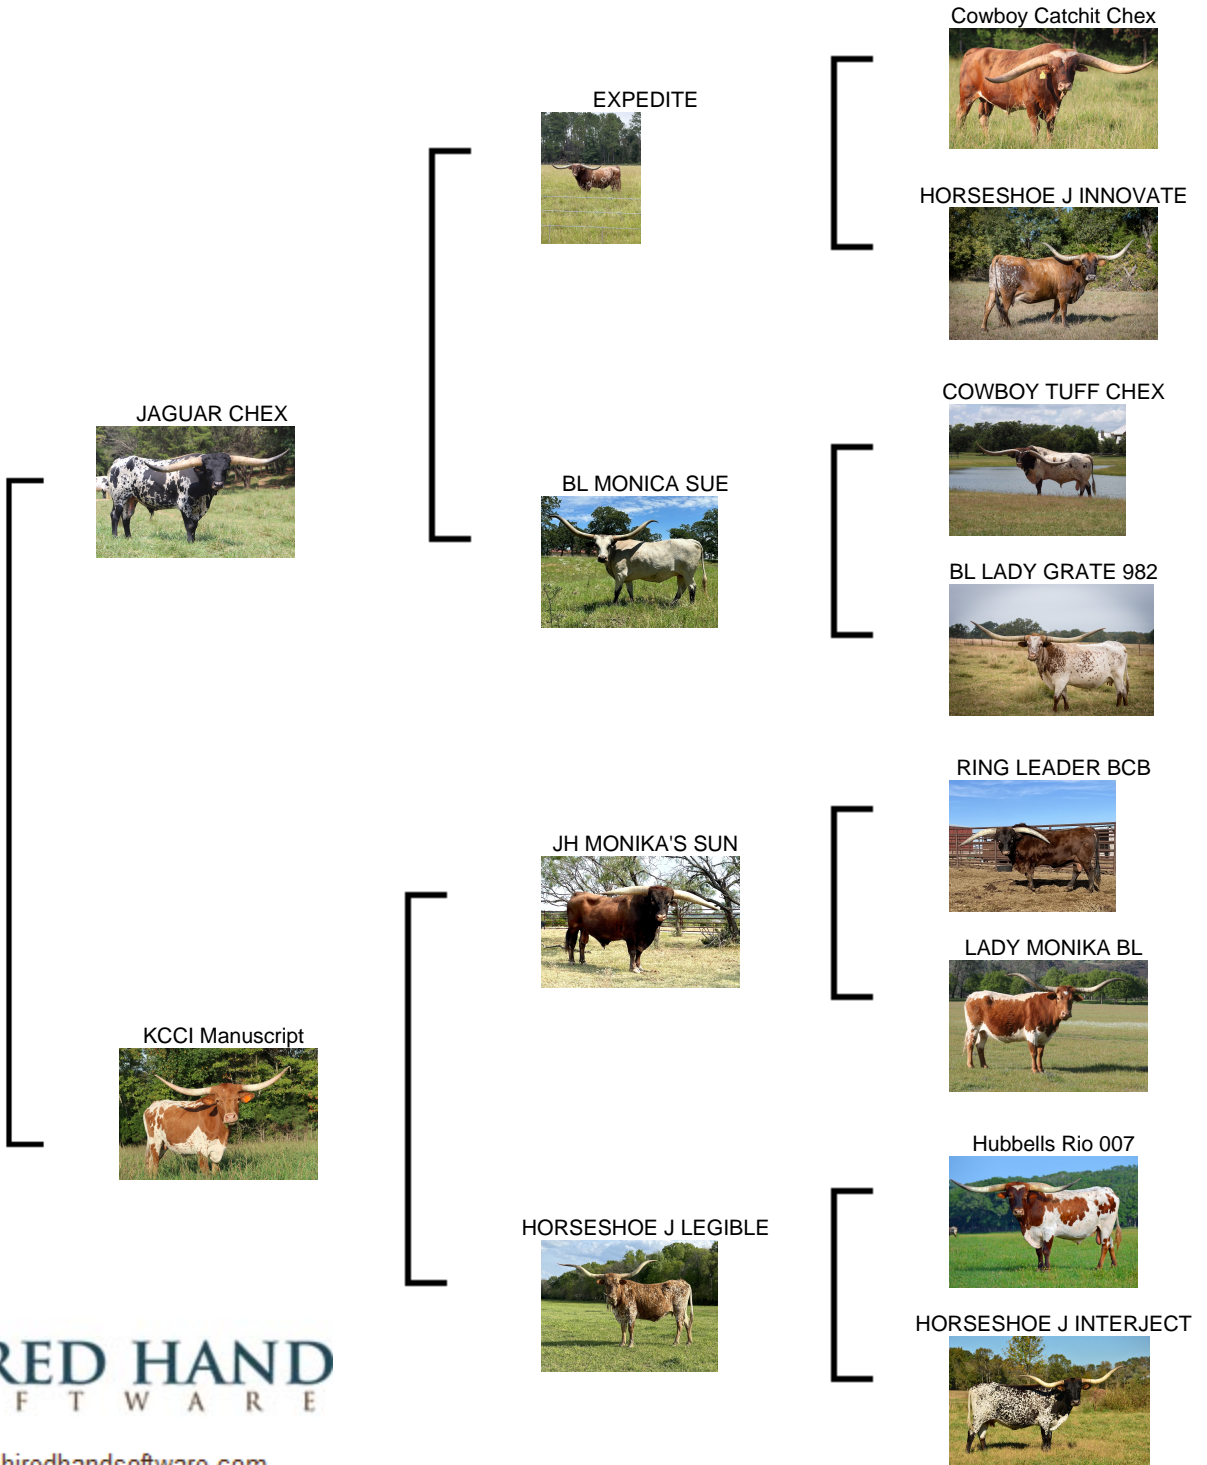 Cowboy Catchit Chex
EXPEDITE
HORSESHOE J INNOVATE
JAGUAR CHEX
COWBOY TUFF CHEX
BL MONICA SUE
BL LADY GRATE 982
RING LEADER BCB
JH MONIKA'S SUN
LADY MONIKA BL
KCCI Manuscript
Hubbells Rio 007
HORSESHOE J LEGIBLE
HORSESHOE J INTERJECT
RED HAND
F T W A R E
hiredhandsoftware.com